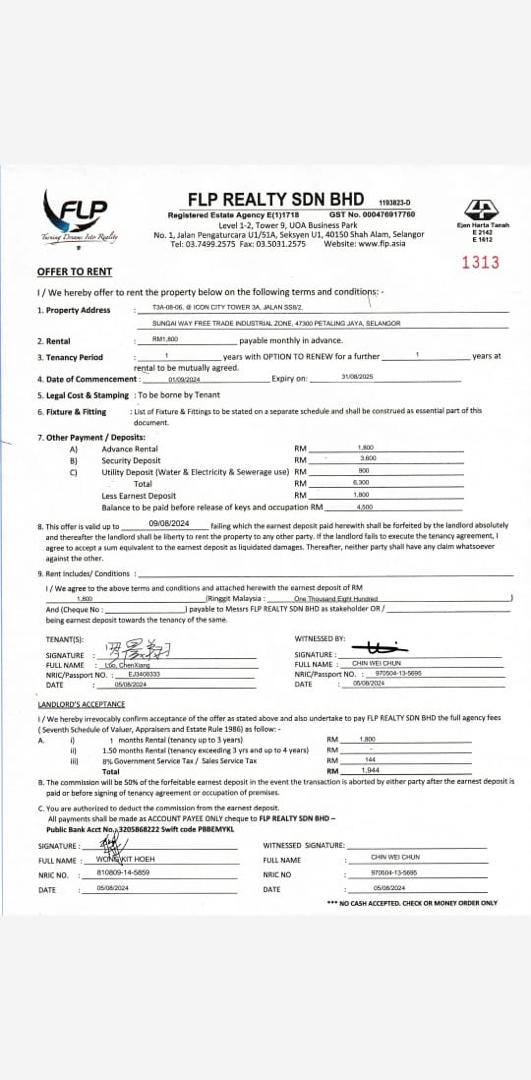 FLP
Turning Dreams Into Reality
FLP REALTY SDN BHD 1193823-D
Registered Estate Agency E(1)1718 GST No. 000476917760
Level 1-2, Tower 9, UOA Business Park
No. 1, Jalan Pengaturcara U1/51A, Seksyen U1, 40150 Shah Alam, Selangor
Tel: 03.7499.2575 Fax: 03.5031.2575 Website: www.flp.asia
Ejen Harta Tanah
E 2142
E 1612
1313
OFFER TO RENT
I / We hereby offer to rent the property below on the following terms and conditions: -
1. Property Address : T3A-08-06, @ ICON CITY TOWER 3A, JALAN SS8/2,
SUNGAI WAY FREE TRADE INDUSTRIAL ZONE, 47300 PETALING JAYA, SELANGOR
2. Rental : RM1,800 payable monthly in advance.
3. Tenancy Period : 1 years with OPTION TO RENEW for a further 1 years at
rental to be mutually agreed.
4. Date of Commencement : 01/09/2024 Expiry on: 31/08/2025
5. Legal Cost & Stamping : To be borne by Tenant
6. Fixture & Fitting : List of Fixture & Fittings to be stated on a separate schedule and shall be construed as essential part of this
document.
7. Other Payment / Deposits:
A) Advance Rental RM 1,800
B) Security Deposit RM 3,600
C) Utility Deposit (Water & Electricity & Sewerage use) RM 900
Total RM 6,300
Less Earnest Deposit RM 1,800
Balance to be paid before release of keys and occupation RM 4,500
8. This offer is valid up to 09/08/2024 failing which the earnest deposit paid herewith shall be forfeited by the landlord absolutely
and thereafter the landlord shall be liberty to rent the property to any other party. If the landlord fails to execute the tenancy agreement, I
agree to accept a sum equivalent to the earnest deposit as liquidated damages. Thereafter, neither party shall have any claim whatsoever
against the other.
9. Rent Includes/ Conditions :
I / We agree to the above terms and conditions and attached herewith the earnest deposit of RM
1,800 (Ringgit Malaysia : One Thousand Eight Hundred )
And (Cheque No : ) payable to Messrs FLP REALTY SDN BHD as stakeholder OR /
being earnest deposit towards the tenancy of the same.
TENANT(S): WITNESSED BY:
SIGNATURE : SIGNATURE :
FULL NAME : Loo, ChenXiang FULL NAME : CHIN WEI CHUN
NRIC/Passport NO. : EJ3408333 NRIC/Passport NO. : 970504-13-5695
DATE : 05/08/2024 DATE : 05/08/2024
LANDLORD'S ACCEPTANCE
I / We hereby irrevocably confirm acceptance of the offer as stated above and also undertake to pay FLP REALTY SDN BHD the full agency fees
( Seventh Schedule of Valuer, Appraisers and Estate Rule 1986) as follow: -
A. i) 1 months Rental (tenancy up to 3 years) RM 1,800
ii) 1.50 months Rental (tenancy exceeding 3 yrs and up to 4 years) RM -
iii) 8% Government Service Tax / Sales Service Tax RM 144
Total RM 1,944
B. The commission will be 50% of the forfeitable earnest deposit in the event the transaction is aborted by either party after the earnest deposit is
paid or before signing of tenancy agreement or occupation of premises.
C. You are authorized to deduct the commission from the earnest deposit.
All payments shall be made as ACCOUNT PAYEE ONLY cheque to FLP REALTY SDN BHD –
Public Bank Acct No.: 3205868222 Swift code PBBEMYKL
SIGNATURE : WITNESSED SIGNATURE:
FULL NAME : WONG KIT HOEH FULL NAME : CHIN WEI CHUN
NRIC NO. : 810809-14-5859 NRIC NO : 970504-13-5695
DATE : 05/08/2024 DATE : 05/08/2024
*** NO CASH ACCEPTED. CHECK OR MONEY ORDER ONLY